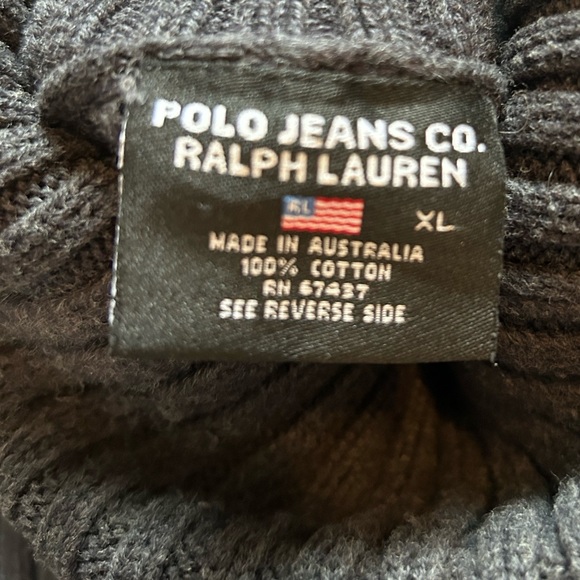 POLO JEANS CO.
RALPH LAUREN
RL
XL
MADE IN AUSTRALIA
100% COTTON
RN 67437
SEE REVERSE SIDE